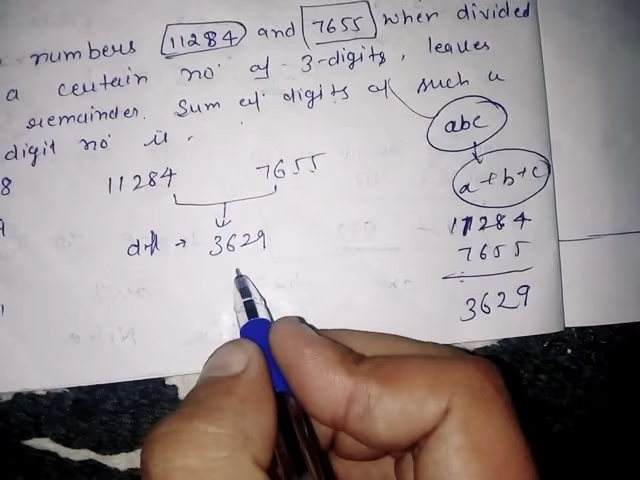 numbers 11284 and 7655 when divided
a certain no of 3-digits, leaves
remainder. Sum of digits of such a
digit no is
abc
8
11284 7655
a+b+c
11284
7655
diff → 3629
3629